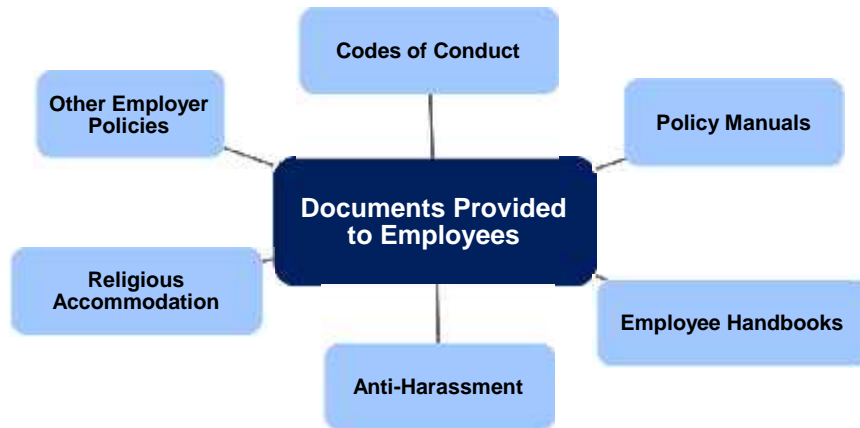 Codes of Conduct
Other Employer
Policies
Policy Manuals
Documents Provided
to Employees
Religious
Accommodation
Employee Handbooks
Anti-Harassment